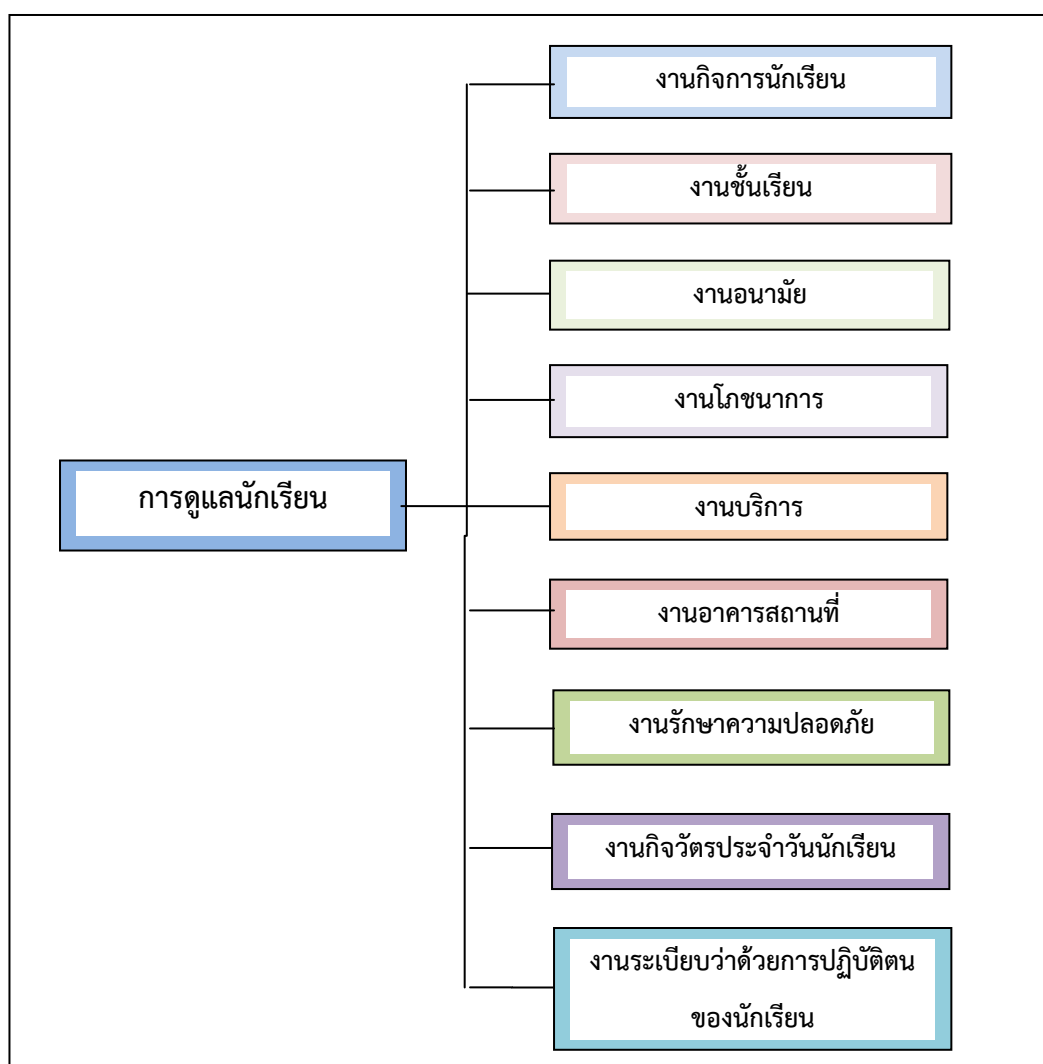 งานกิจการนักเรียน
งานชั้นเรียน
งานอนามัย
งานโภชนาการ
การดูแลนักเรียน
งานบริการ
งานอาคารสถานที่
งานรักษาความปลอดภัย
งานกิจวัตรประจำวันนักเรียน
งานระเบียบว่าด้วยการปฏิบัติตน
ของนักเรียน